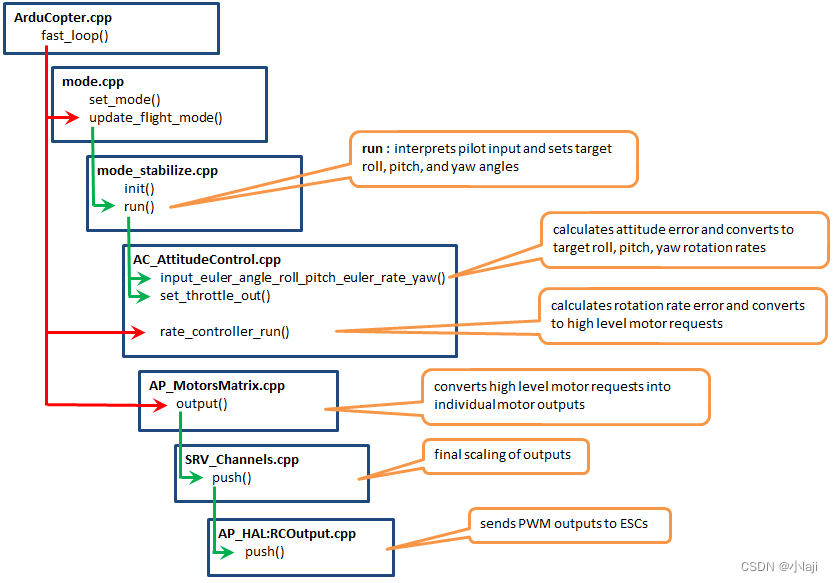 ArduCopter.cpp
fast_loop()
mode.cpp
set_mode()
update_flight_mode()
mode_stabilize.cpp
init()
run()
run : interprets pilot input and sets target
roll, pitch, and yaw angles
AC_AttitudeControl.cpp
input_euler_angle_roll_pitch_euler_rate_yaw()
set_throttle_out()
rate_controller_run()
calculates attitude error and converts to
target roll, pitch, yaw rotation rates
calculates rotation rate error and converts
to high level motor requests
AP_MotorsMatrix.cpp
output()
converts high level motor requests into
individual motor outputs
SRV_Channels.cpp
push()
final scaling of outputs
AP_HAL:RCOutput.cpp
push()
sends PWM outputs to ESCs
CSDN @小laji